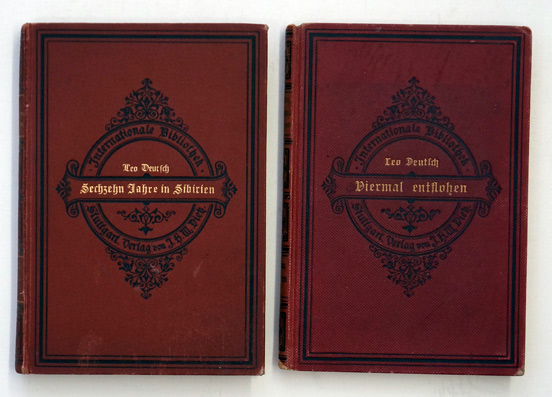 Internationale Bibliothek
Leo Deutsch
Sechzehn Jahre in Sibirien
Stuttgart. Verlag von J. H. W. Dietz
Internationale Bibliothek
Leo Deutsch
Viermal entflohen
Stuttgart. Verlag von J. H. W. Dietz